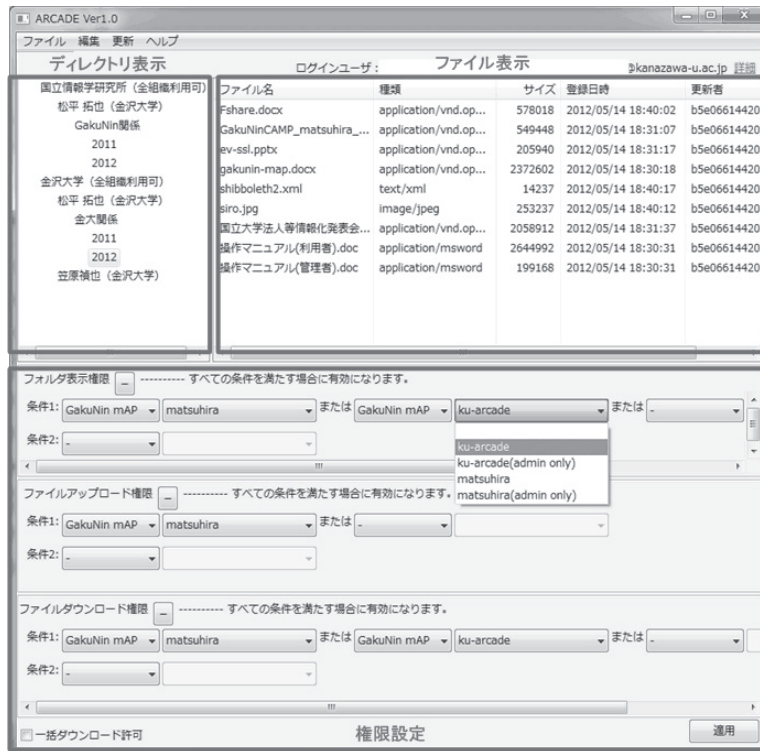 ARCADE Ver1.0
ファイル 編集 更新 ヘルプ
ディレクトリ表示
ログインユーザ：
ファイル表示
@kanazawa-u.ac.jp 詳細
国立情報学研究所（全組織利用可）
松平 拓也（金沢大学）
GakuNin関係
2011
2012
金沢大学（全組織利用可）
松平 拓也（金沢大学）
金大関係
2011
2012
笠原禎也（金沢大学）
ファイル名 種類 サイズ 登録日時 更新者
Fshare.docx application/vnd.op... 578018 2012/05/14 18:40:02 b5e06614420
GakuNinCAMP_matsuhira_... application/vnd.op... 549448 2012/05/14 18:31:07 b5e06614420
ev-ssl.pptx application/vnd.op... 205940 2012/05/14 18:31:17 b5e06614420
gakunin-map.docx application/vnd.op... 2372602 2012/05/14 18:30:18 b5e06614420
shibboleth2.xml text/xml 14237 2012/05/14 18:40:17 b5e06614420
siro.jpg image/jpeg 253237 2012/05/14 18:40:12 b5e06614420
国立大学法人等情報化発表会... application/vnd.op... 2058912 2012/05/14 18:31:37 b5e06614420
操作マニュアル(利用者).doc application/msword 2644992 2012/05/14 18:30:31 b5e06614420
操作マニュアル(管理者).doc application/msword 199168 2012/05/14 18:30:31 b5e06614420
フォルダ表示権限 - ---------- すべての条件を満たす場合に有効になります。
条件1: GakuNin mAP matsuhira または GakuNin mAP ku-arcade または -
条件2: -
ku-arcade
ku-arcade(admin only)
matsuhira
matsuhira(admin only)
ファイルアップロード権限 - ---------- すべての条件を満たす場合に有効になります。
条件1: GakuNin mAP matsuhira または -
条件2: -
ファイルダウンロード権限 - ---------- すべての条件を満たす場合に有効になります。
条件1: GakuNin mAP matsuhira または GakuNin mAP ku-arcade または -
条件2: -
一括ダウンロード許可
権限設定
適用